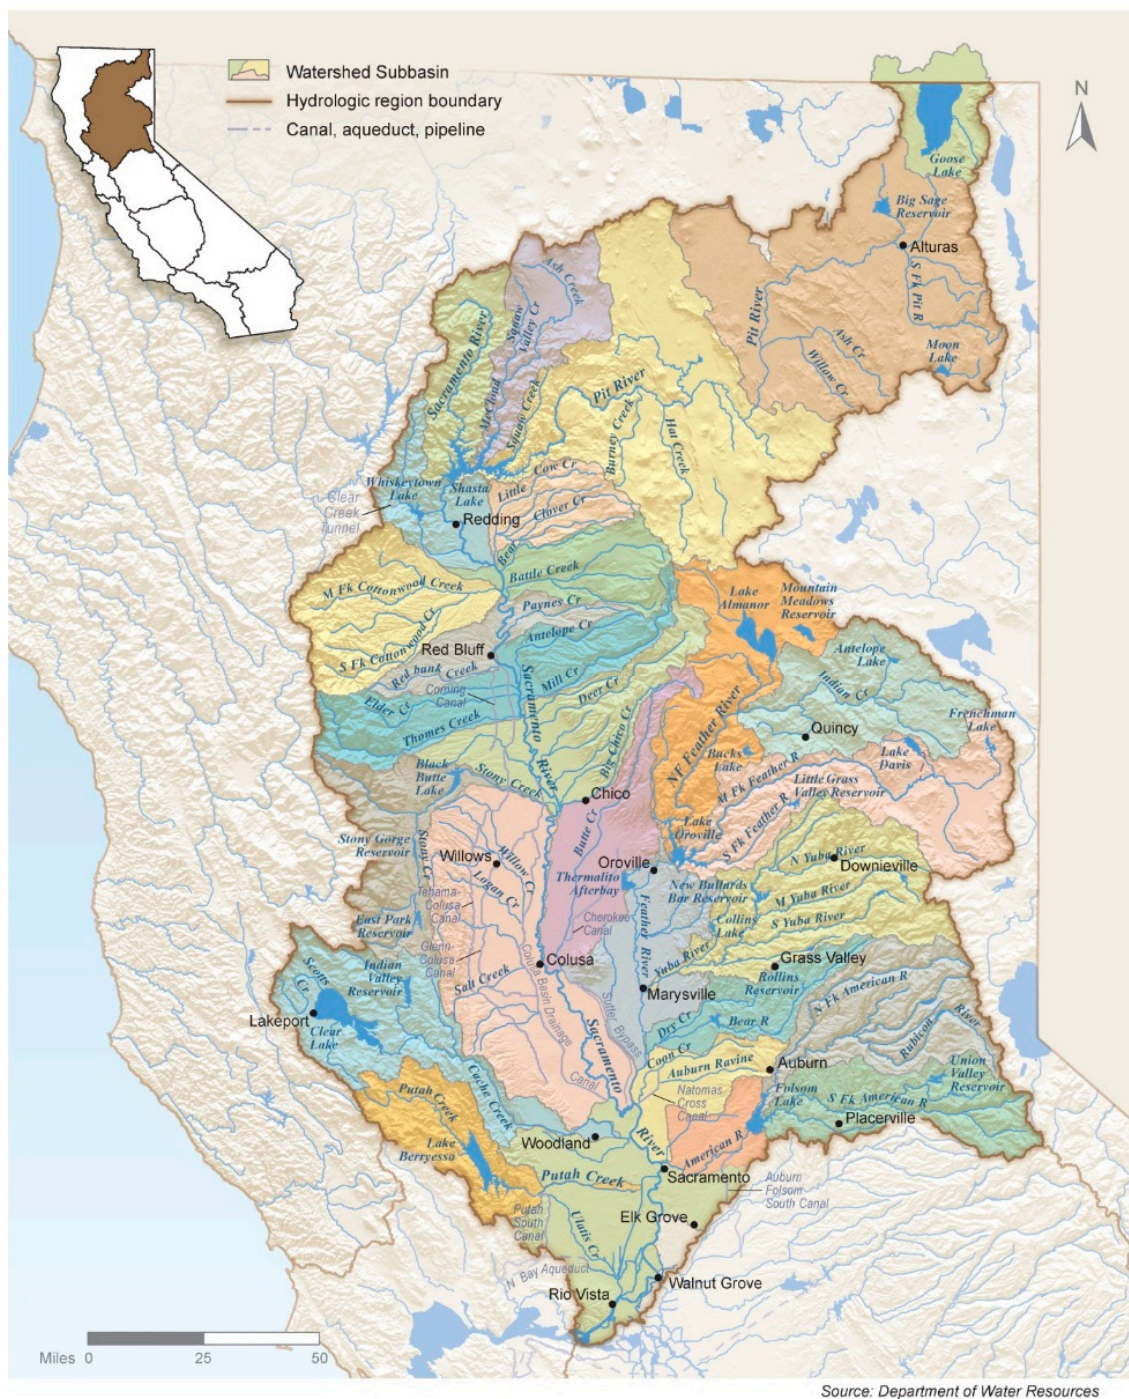 Watershed Subbasin
Hydrologic region boundary
Canal, aqueduct, pipeline
N
Goose
Lake
Big Sage
Reservoir
Alturas
S Fk Pit R
Pit River
Ash Cr
Willow Cr
Moon
Lake
Ash Creek
Squaw
Valley Cr
Sacramento River
McCloud
Squaw Creek
Pit River
Burney Creek
Hat Creek
Whiskeytown
Lake
Shasta
Lake
Clear
Creek
Tunnel
Redding
Little
Cow Cr
Clover Cr
Bear
Battle Creek
M Fk Cottonwood Creek
S Fk Cottonwood Cr
Paynes Cr
Antelope Cr
Red Bluff
Red bank Creek
Corning
Canal
Elder Cr
Thomes Creek
Mill Cr
Deer Cr
Sacramento
River
Big Chico Cr
Lake
Almanor
Mountain
Meadows
Reservoir
Antelope
Lake
Indian Cr
Quincy
Frenchman
Lake
Lake
Davis
NF Feather River
Bucks
Lake
M Fk Feather R
Little Grass
Valley Reservoir
S Fk Feather R
Black
Butte
Lake
Stony Creek
Chico
Butte Cr
Lake
Oroville
Stony Gorge
Reservoir
Stony Cr
Willows
Willow Cr
Logan Cr
Oroville
Thermalito
Afterbay
N Yuba River
Downieville
New Bullards
Bar Reservoir
M Yuba River
S Yuba River
Tehama-
Colusa
Canal
Cherokee
Canal
Feather River
Collins
Lake
East Park
Reservoir
Glenn-
Colusa
Canal
Colusa
Yuba River
Grass Valley
Rollins
Reservoir
Scotts
Cr
Indian
Valley
Reservoir
Salt Creek
Colusa Basin Drainage
Canal
Marysville
N Fk American R
Lakeport
Clear
Lake
Sutter Bypass
Dry Cr
Bear R
Rubicon
River
Sacramento
Coon Cr
Auburn Ravine
Auburn
Union
Valley
Reservoir
Putah Creek
Cache Creek
Natomas
Cross
Canal
Folsom
Lake
S Fk American R
Placerville
Lake
Berryessa
Woodland
River
American R
Putah Creek
Sacramento
Auburn
Folsom
South Canal
Putah
South
Canal
Ulatis Cr
Elk Grove
N Bay Aqueduct
Walnut Grove
Rio Vista
Miles 0 25 50
Source: Department of Water Resources